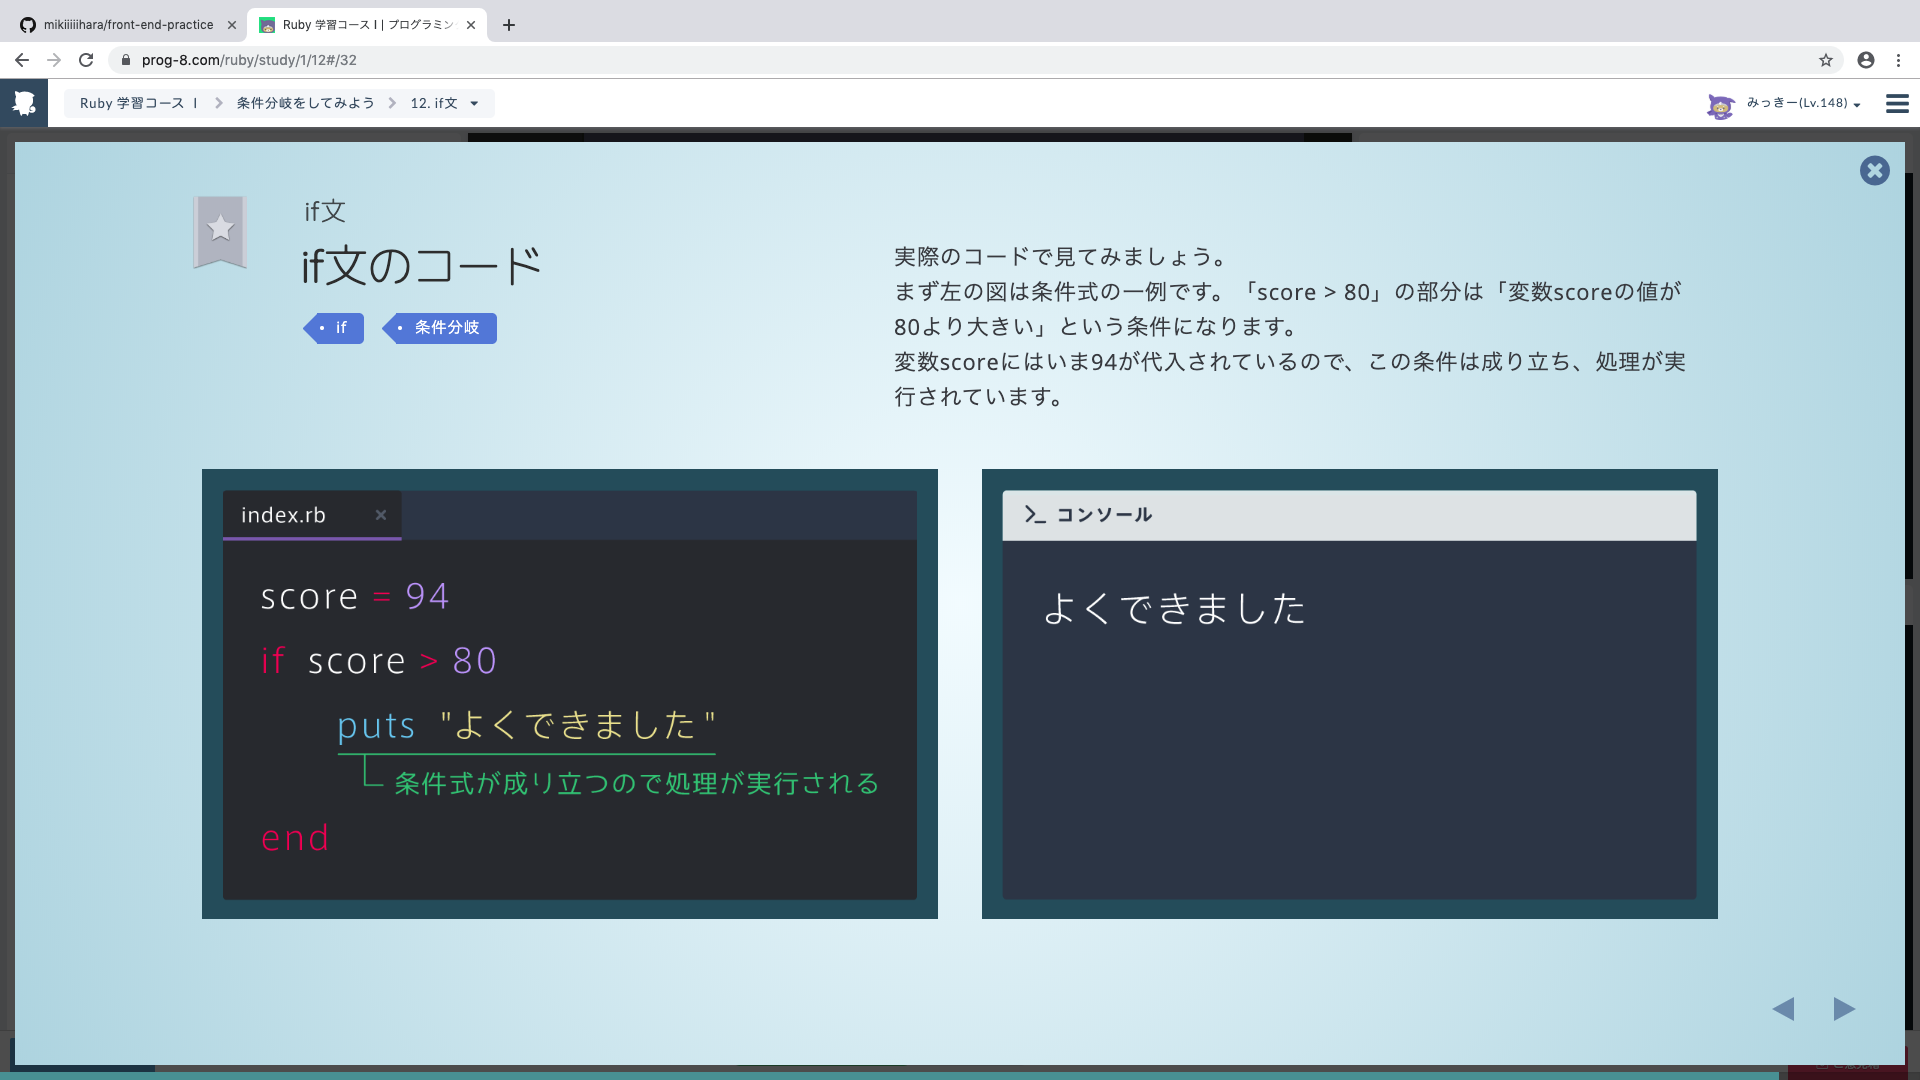 mikiiiiihara/front-end-practice
Ruby 学習コース I | プログラミン
prog-8.com/ruby/study/1/12#/32
Ruby 学習コース I
条件分岐をしてみよう
12. if文
みっきー(Lv.148)
if文
if文のコード
if
条件分岐
実際のコードで見てみましょう。
まず左の図は条件式の一例です。「score > 80」の部分は「変数scoreの値が
80より大きい」という条件になります。
変数scoreにはいま94が代入されているので、この条件は成り立ち、処理が実
行されています。
index.rb
score = 94
if score > 80
puts "よくできました"
条件式が成り立つので処理が実行される
end
コンソール
よくできました